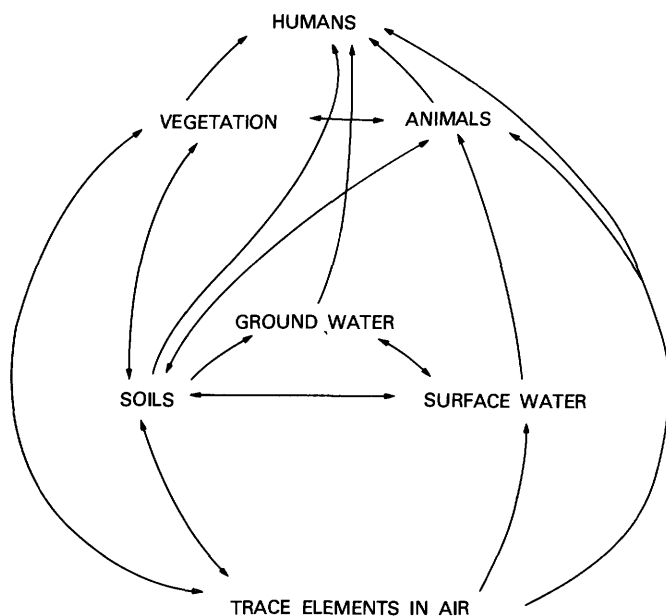 HUMANS
VEGETATION
ANIMALS
GROUND WATER
SOILS
SURFACE WATER
TRACE ELEMENTS IN AIR